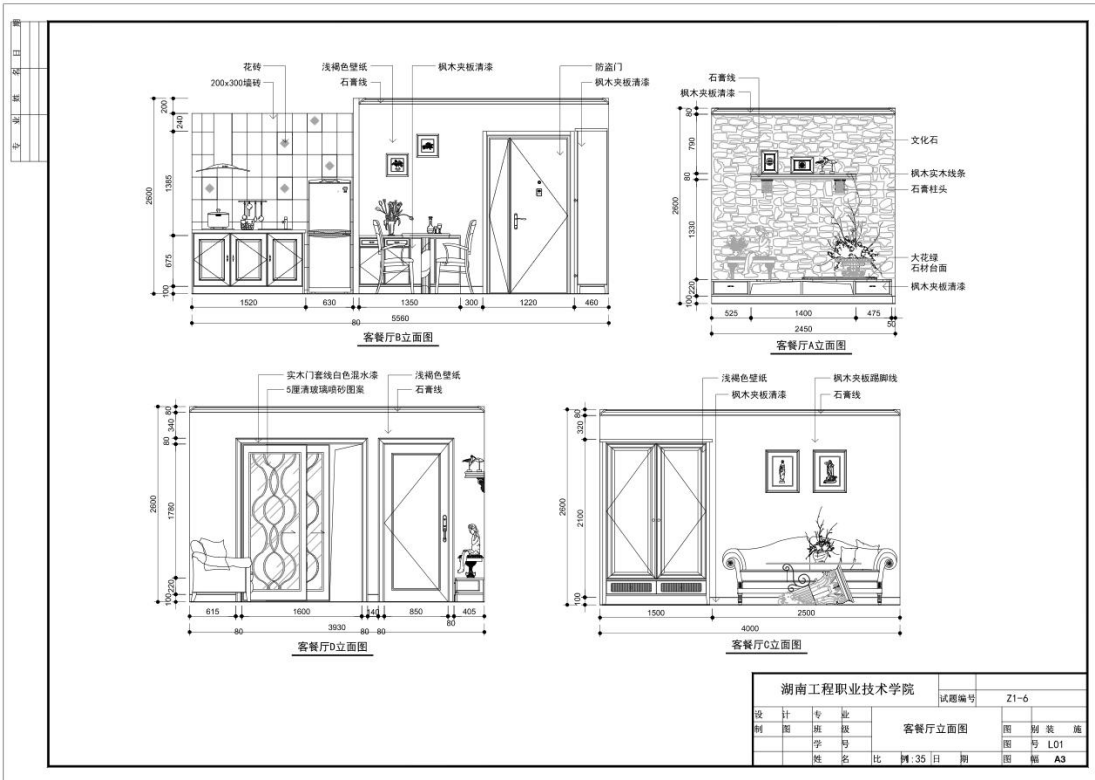 专 业 姓 名 日 期
花砖
200x300墙砖
浅褐色壁纸
石膏线
枫木夹板清漆
防盗门
枫木夹板清漆
200
240
1385
2600
675
100
1520
630
1350
300
1220
460
5560
80
客餐厅B立面图
石膏线
枫木夹板清漆
文化石
枫木实木线条
石膏柱头
大花绿
石材台面
枫木夹板清漆
80
790
80
2600
1330
220
100
525
1400
475
50
2450
客餐厅A立面图
实木门套线白色混水漆
5厘清玻璃喷砂图案
浅褐色壁纸
石膏线
80
340
80
2600
1780
220
100
615
1600
140
850
405
80
3930
80 80
80
客餐厅D立面图
浅褐色壁纸
枫木夹板清漆
枫木夹板踢脚线
石膏线
80
320
2600
2100
100
1500
2500
4000
客餐厅C立面图
湖南工程职业技术学院
试题编号
Z1-6
设 计
专 业
制 图
班 级
客餐厅立面图
图 别
装 施
学 号
图 号
L01
姓 名
比 例
:35
日 期
图 幅
A3